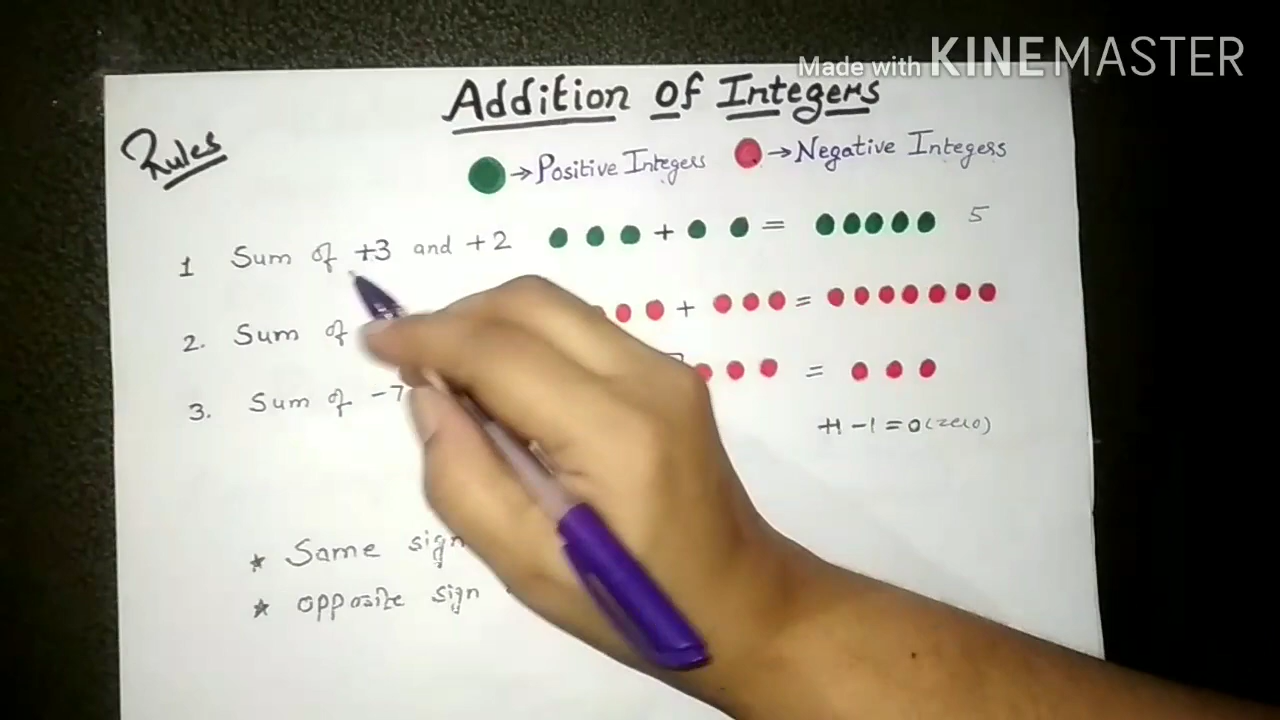 Made with KINEMASTER
Addition of Integers
Rules
→ Positive Integers → Negative Integers
1 Sum of +3 and +2 + = 5
2. Sum of + =
3. Sum of -7 =
+1 -1 = 0 (zero)
* Same sign
* opposite sign